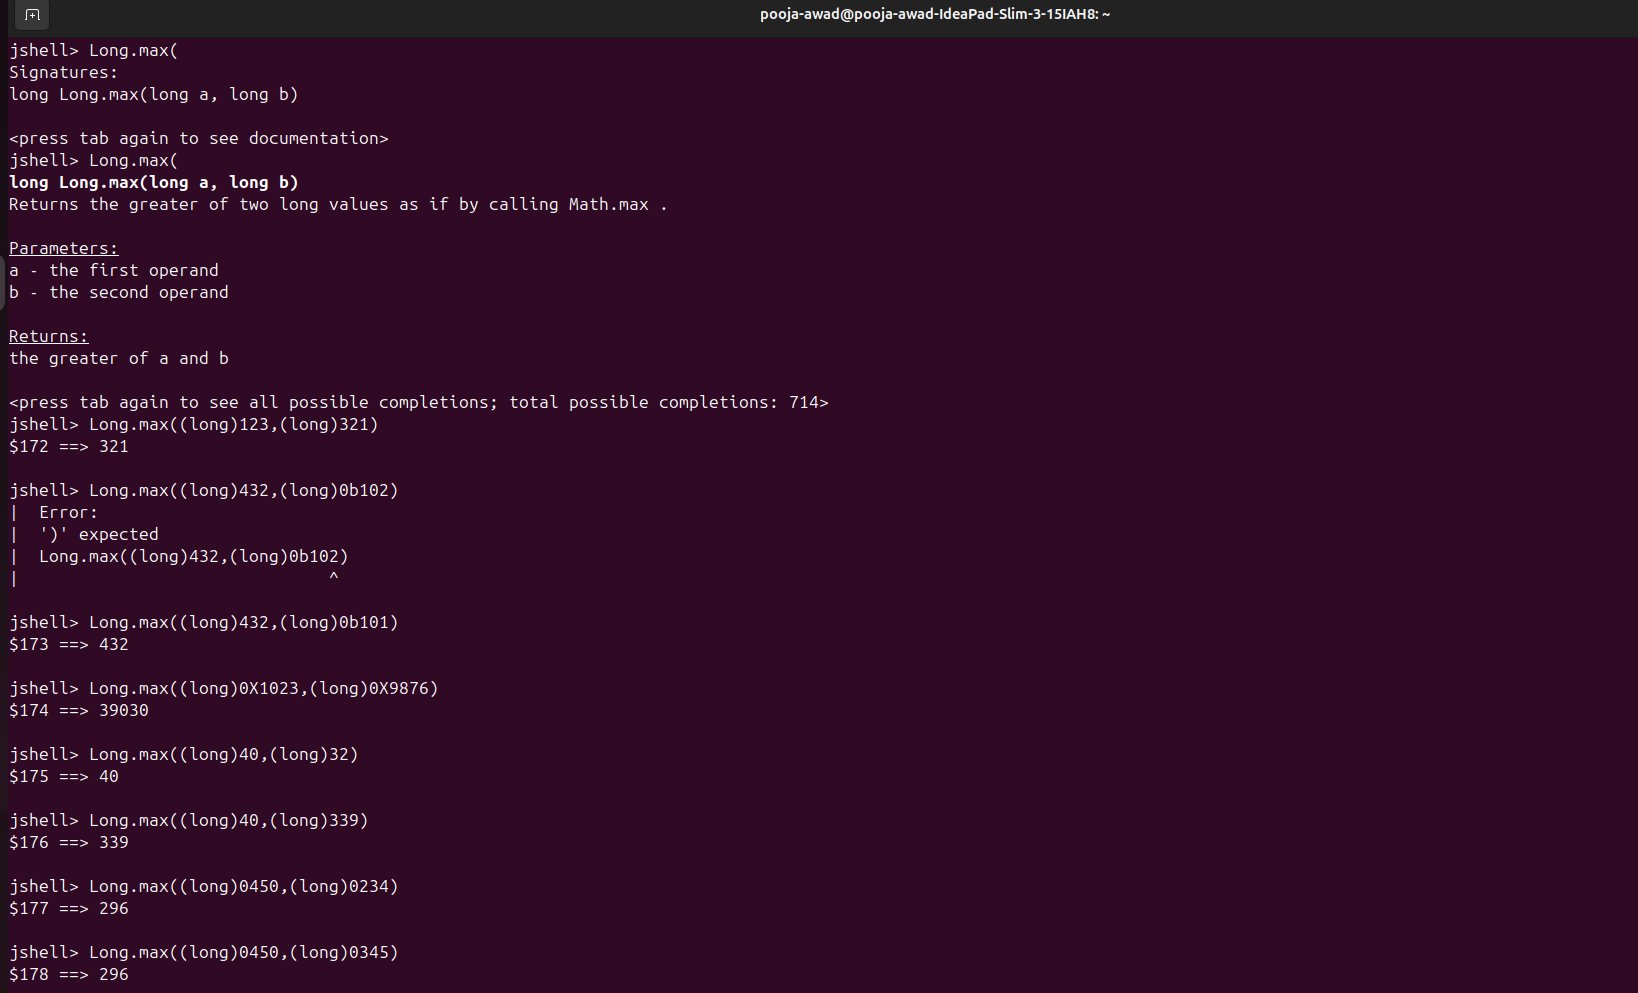 pooja-awad@pooja-awad-IdeaPad-Slim-3-15IAH8: ~
jshell> Long.max(
Signatures:
long Long.max(long a, long b)
<press tab again to see documentation>
jshell> Long.max(
long Long.max(long a, long b)
Returns the greater of two long values as if by calling Math.max .
Parameters:
a - the first operand
b - the second operand
Returns:
the greater of a and b
<press tab again to see all possible completions; total possible completions: 714>
jshell> Long.max((long)123,(long)321)
$172 ==> 321
jshell> Long.max((long)432,(long)0b102)
|  Error:
|  ')' expected
|  Long.max((long)432,(long)0b102)
|                                ^
jshell> Long.max((long)432,(long)0b101)
$173 ==> 432
jshell> Long.max((long)0X1023,(long)0X9876)
$174 ==> 39030
jshell> Long.max((long)40,(long)32)
$175 ==> 40
jshell> Long.max((long)40,(long)339)
$176 ==> 339
jshell> Long.max((long)0450,(long)0234)
$177 ==> 296
jshell> Long.max((long)0450,(long)0345)
$178 ==> 296